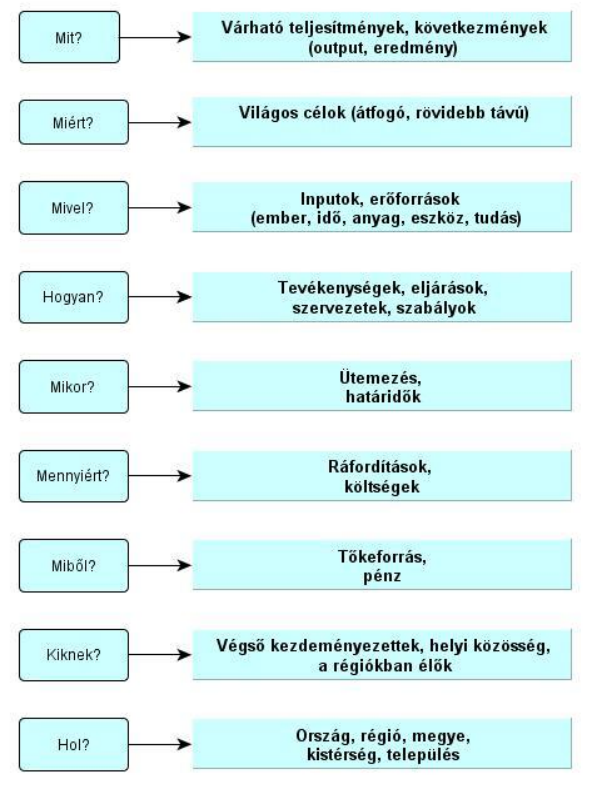 Mit?
Várható teljesítmények, következmények
(output, eredmény)
Miért?
Világos célok (átfogó, rövidebb távú)
Mivel?
Inputok, erőforrások
(ember, idő, anyag, eszköz, tudás)
Hogyan?
Tevékenységek, eljárások,
szervezetek, szabályok
Mikor?
Ütemezés,
határidők
Mennyiért?
Ráfordítások,
költségek
Miből?
Tőkeforrás,
pénz
Kiknek?
Végső kezdeményezettek, helyi közösség,
a régiókban élők
Hol?
Ország, régió, megye,
kistérség, település